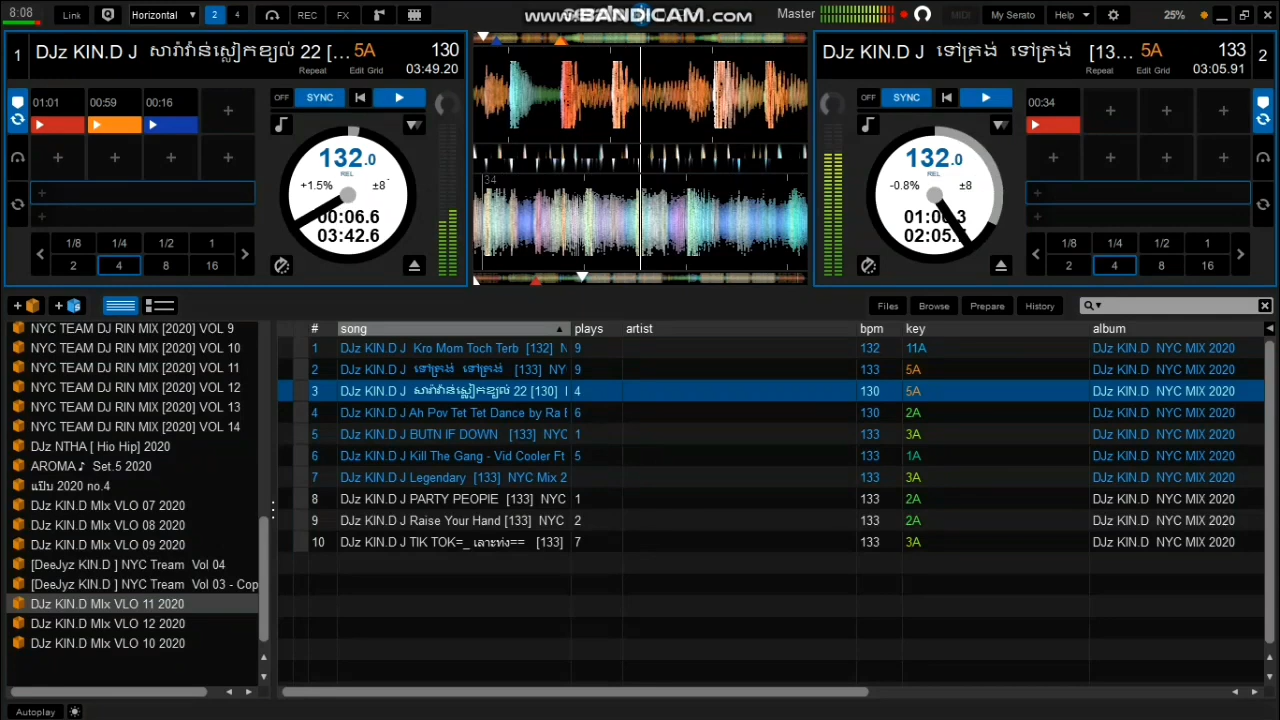 8:08 Link Horizontal ▼ 2 4 REC FX www.BANDICAM.com Master MIDI My Serato Help ▼ 25%
1 DJz KIN.D J សារ៉ាវ៉ាន់ស្លៀកខ្យល់ 22 [... 5A 130
Repeat Edit Grid 03:49.20
01:01 00:59 00:16
OFF SYNC
132.0
REL
+1.5% ±8
00:06.6
03:42.6
1/8 1/4 1/2 1
2 4 8 16
34
DJz KIN.D J ទៅត្រង់ ទៅត្រង់ [13... 5A 133 2
Repeat Edit Grid 03:05.91
OFF SYNC
00:34
132.0
REL
-0.8% ±8
1/8 1/4 1/2 1
2 4 8 16
Files Browse Prepare History
NYC TEAM DJ RIN MIX [2020] VOL 9
NYC TEAM DJ RIN MIX [2020] VOL 10
NYC TEAM DJ RIN MIX [2020] VOL 11
NYC TEAM DJ RIN MIX [2020] VOL 12
NYC TEAM DJ RIN MIX [2020] VOL 13
NYC TEAM DJ RIN MIX [2020] VOL 14
DJz NTHA [ Hio Hip] 2020
AROMA♪ Set.5 2020
แป๊บ 2020 no.4
DJz KIN.D MIx VLO 07 2020
DJz KIN.D MIx VLO 08 2020
DJz KIN.D MIx VLO 09 2020
[DeeJyz KIN.D ] NYC Tream Vol 04
[DeeJyz KIN.D ] NYC Tream Vol 03 - Cop
DJz KIN.D MIx VLO 11 2020
DJz KIN.D MIx VLO 12 2020
DJz KIN.D MIx VLO 10 2020
# song plays artist bpm key album
1 DJz KIN.D J Kro Mom Toch Terb [132] N 9 132 11A DJz KIN.D NYC MIX 2020
2 DJz KIN.D J ទៅត្រង់ ទៅត្រង់ [133] NY 9 133 5A DJz KIN.D NYC MIX 2020
3 DJz KIN.D J សារ៉ាវ៉ាន់ស្លៀកខ្យល់ 22 [130] 4 130 5A DJz KIN.D NYC MIX 2020
4 DJz KIN.D J Ah Pov Tet Tet Dance by Ra 6 130 2A DJz KIN.D NYC MIX 2020
5 DJz KIN.D J BUTN IF DOWN [133] NYC 1 133 3A DJz KIN.D NYC MIX 2020
6 DJz KIN.D J Kill The Gang - Vid Cooler Ft 5 133 1A DJz KIN.D NYC MIX 2020
7 DJz KIN.D J Legendary [133] NYC Mix 2 133 3A DJz KIN.D NYC MIX 2020
8 DJz KIN.D J PARTY PEOPIE [133] NYC 1 133 2A DJz KIN.D NYC MIX 2020
9 DJz KIN.D J Raise Your Hand [133] NYC 2 133 2A DJz KIN.D NYC MIX 2020
10 DJz KIN.D J TIK TOK=_ เลาะท่ง== [133] 7 133 3A DJz KIN.D NYC MIX 2020
Autoplay